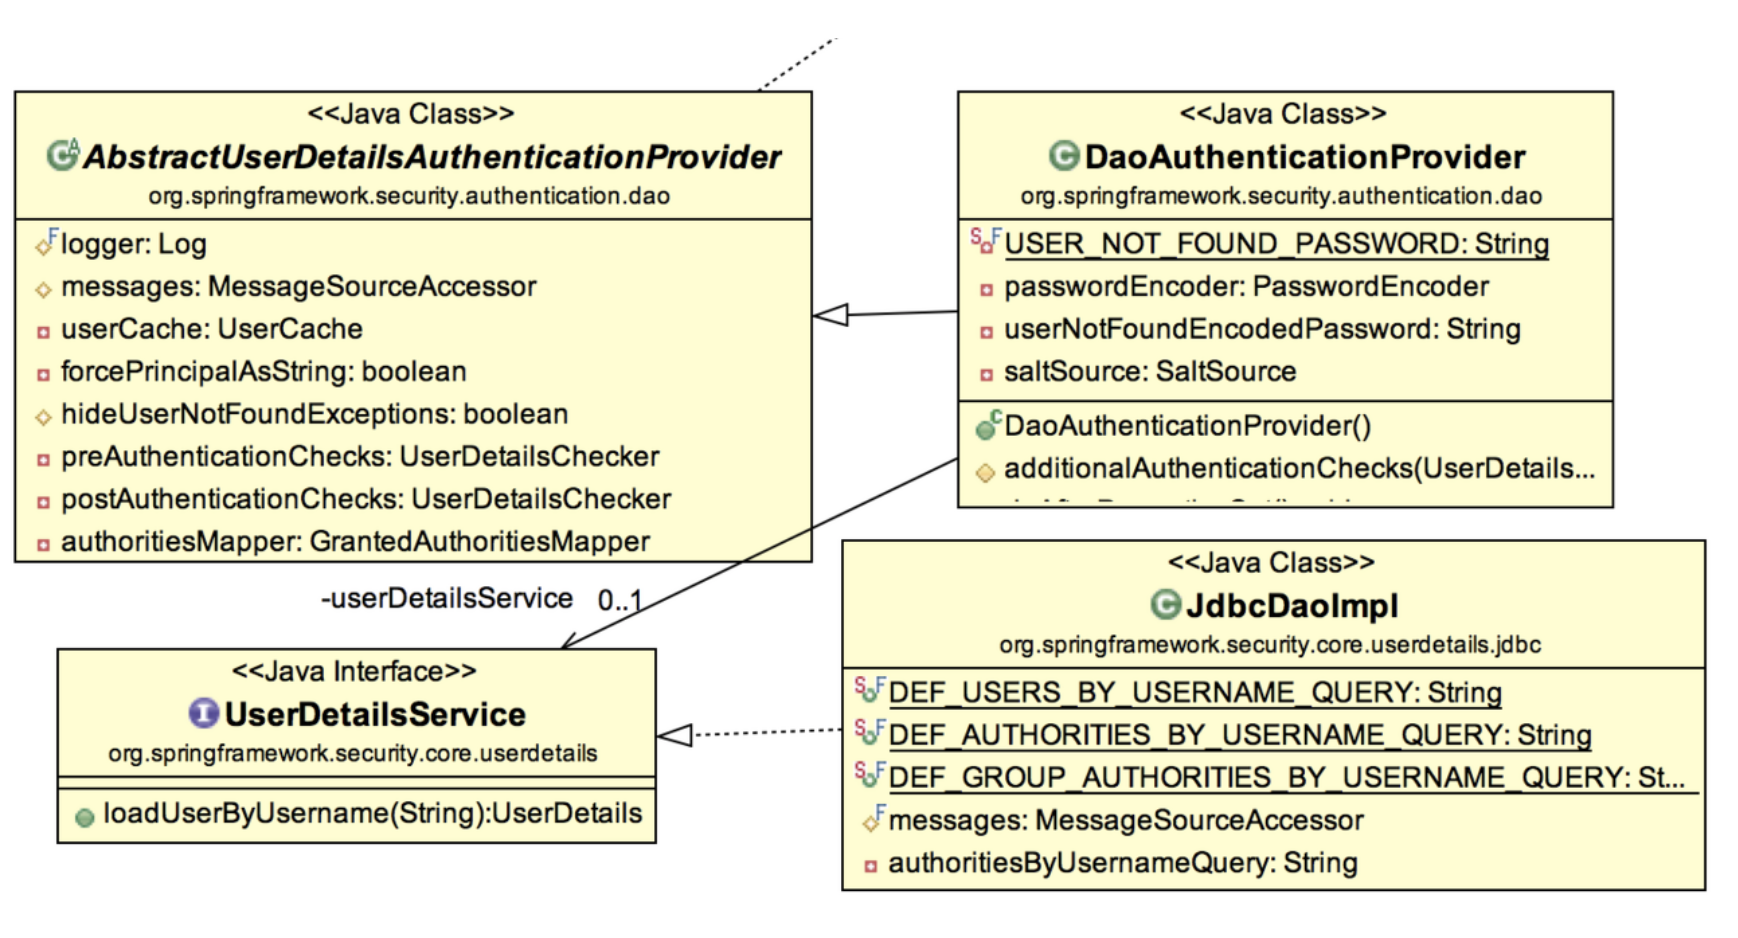 <<Java Class>>
AbstractUserDetailsAuthenticationProvider
org.springframework.security.authentication.dao
logger: Log
messages: MessageSourceAccessor
userCache: UserCache
forcePrincipalAsString: boolean
hideUserNotFoundExceptions: boolean
preAuthenticationChecks: UserDetailsChecker
postAuthenticationChecks: UserDetailsChecker
authoritiesMapper: GrantedAuthoritiesMapper
<<Java Class>>
DaoAuthenticationProvider
org.springframework.security.authentication.dao
USER_NOT_FOUND_PASSWORD: String
passwordEncoder: PasswordEncoder
userNotFoundEncodedPassword: String
saltSource: SaltSource
DaoAuthenticationProvider()
additionalAuthenticationChecks(UserDetails...
-userDetailsService 0..1
<<Java Interface>>
UserDetailsService
org.springframework.security.core.userdetails
loadUserByUsername(String):UserDetails
<<Java Class>>
JdbcDaoImpl
org.springframework.security.core.userdetails.jdbc
DEF_USERS_BY_USERNAME_QUERY: String
DEF_AUTHORITIES_BY_USERNAME_QUERY: String
DEF_GROUP_AUTHORITIES_BY_USERNAME_QUERY: St...
messages: MessageSourceAccessor
authoritiesByUsernameQuery: String